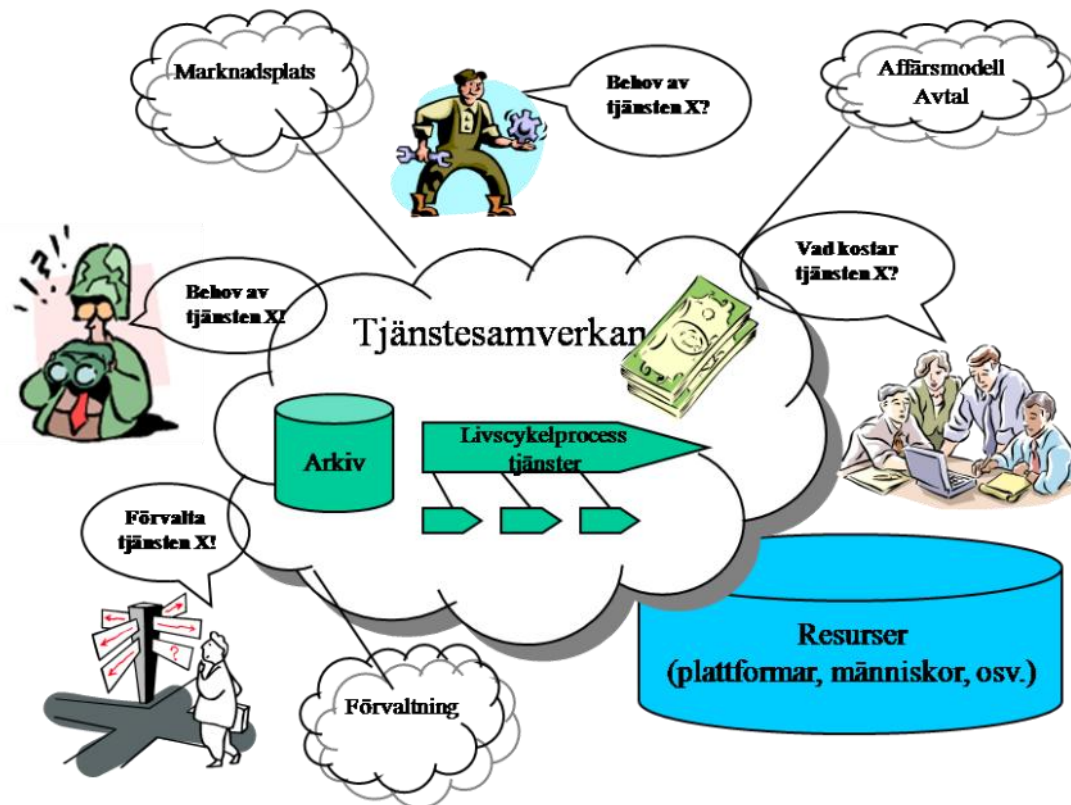 Marknadsplats
Behov av
tjänsten X?
Affärsmodell
Avtal
Vad kostar
tjänsten X?
!?!'
Behov av
tjänsten X!
Tjänstesamverkan
Arkiv
Livscykelprocess
tjänster
Förvalta
tjänsten X!
?
Förvaltning
Resurser
(plattformar, människor, osv.)